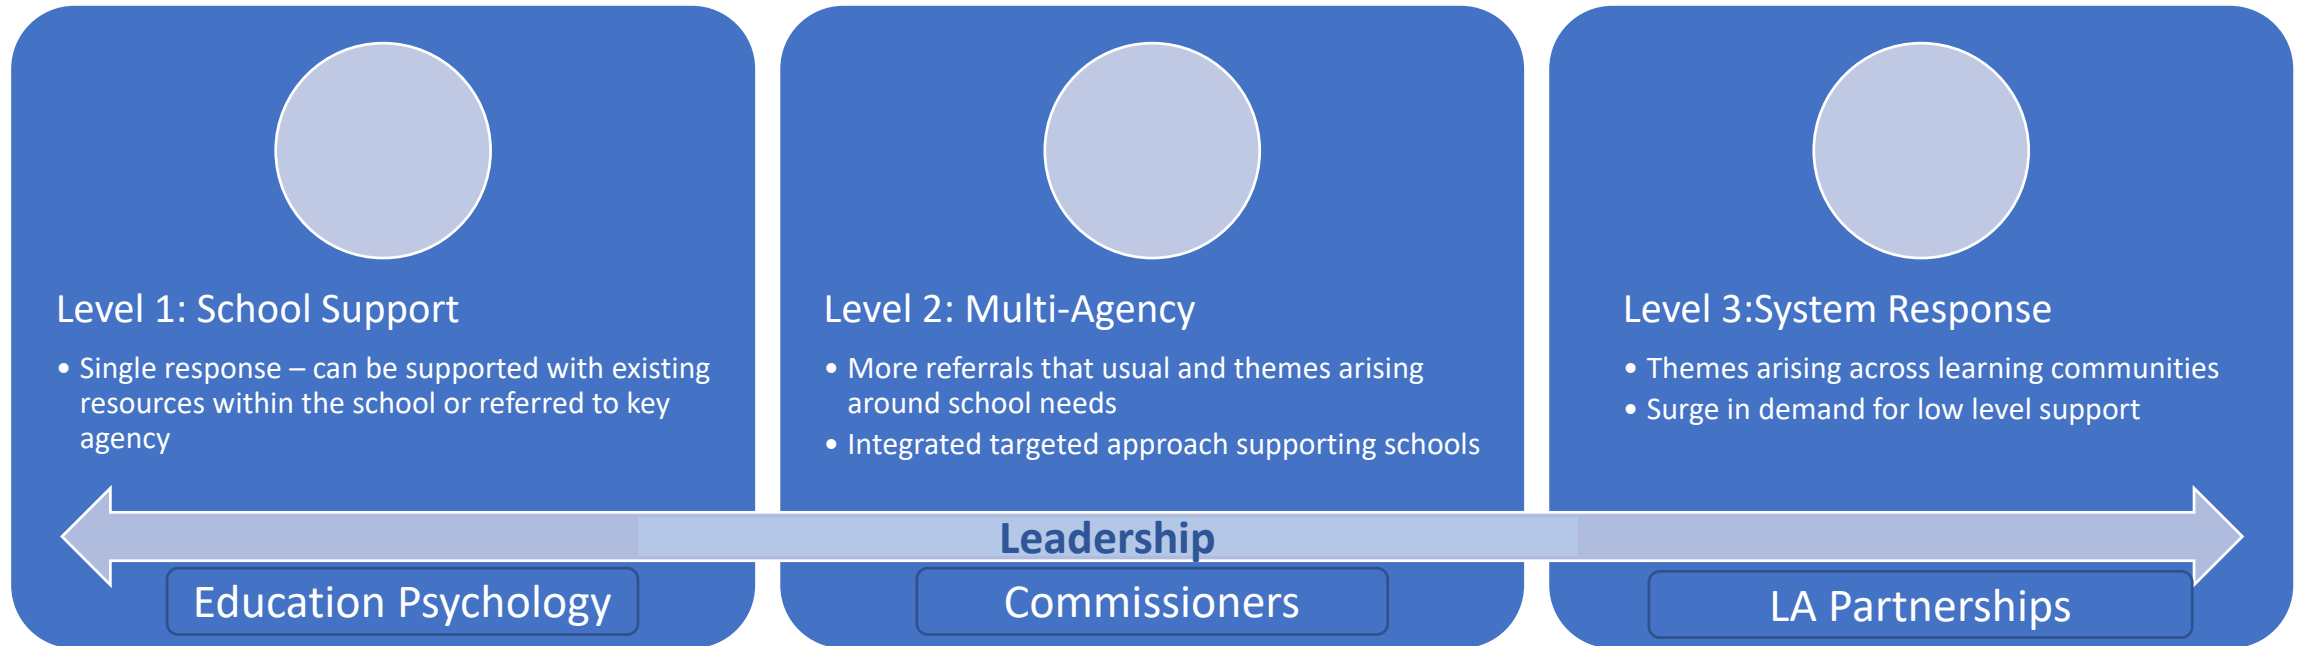 Level 1: School Support
• Single response – can be supported with existing
resources within the school or referred to key
agency
Level 2: Multi-Agency
• More referrals that usual and themes arising
around school needs
• Integrated targeted approach supporting schools
Level 3:System Response
• Themes arising across learning communities
• Surge in demand for low level support
Leadership
Education Psychology
Commissioners
LA Partnerships